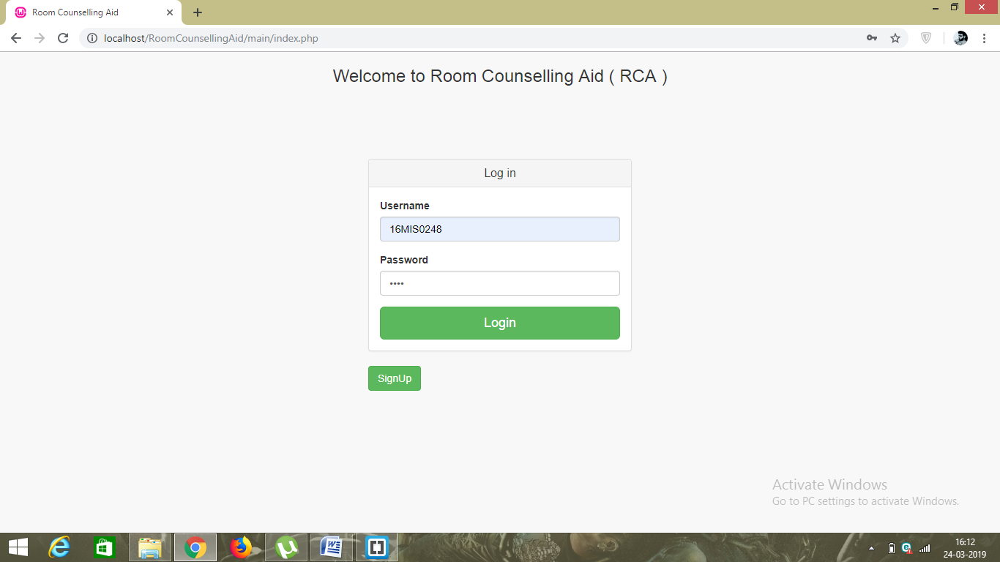 Room Counselling Aid
localhost/RoomCounsellingAid/main/index.php
Welcome to Room Counselling Aid ( RCA )
Log in
Username
16MIS0248
Password
••••
Login
SignUp
Activate Windows
Go to PC settings to activate Windows.
16:12
24-03-2019